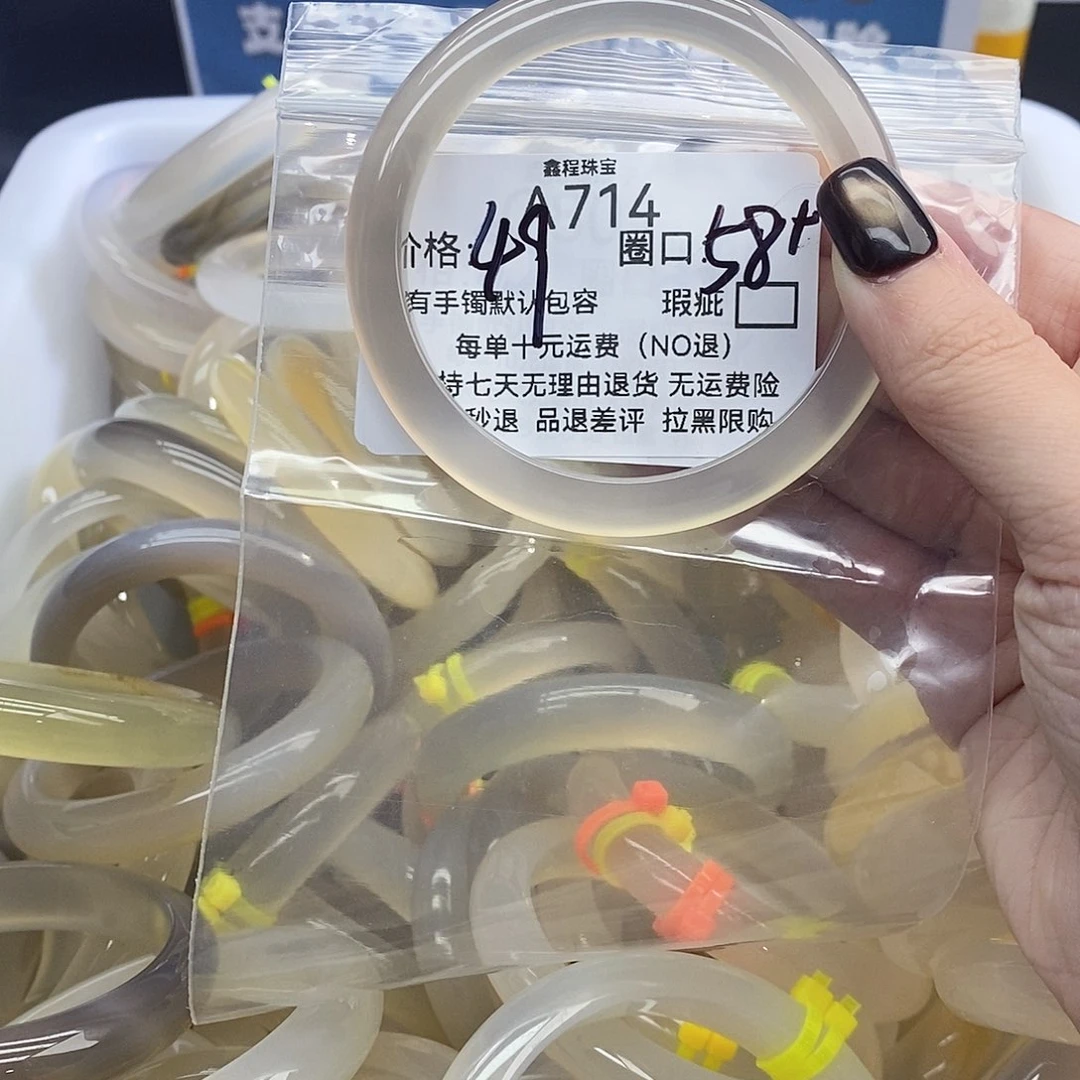 支
鑫程珠宝
A714
价格:49 圈口:58+
有手镯默认包容 瑕疵
每单十元运费（NO退）
持七天无理由退货 无运费险
秒退 品退差评 拉黑限购